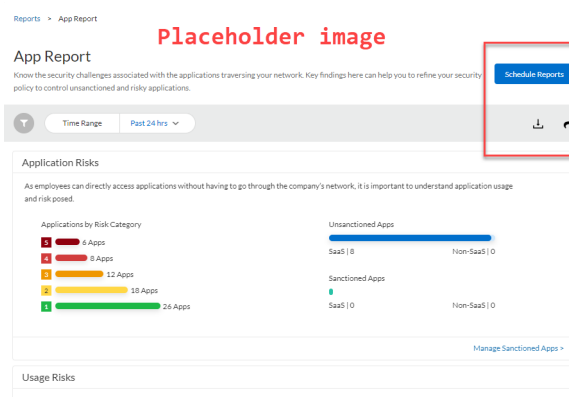 Reports > App Report
Placeholder image
App Report
Know the security challenges associated with the applications traversing your network. Key findings here can help you to refine your security
policy to control unsanctioned and risky applications.
Schedule Reports
Time Range Past 24 hrs
Application Risks
As employees can directly access applications without having to go through the company's network, it is important to understand application usage
and risk posed.
Applications by Risk Category
5 6 Apps
4 8 Apps
3 12 Apps
2 18 Apps
1 26 Apps
Unsanctioned Apps
SaaS | 8 Non-SaaS | 0
Sanctioned Apps
SaaS | 0 Non-SaaS | 0
Manage Sanctioned Apps >
Usage Risks